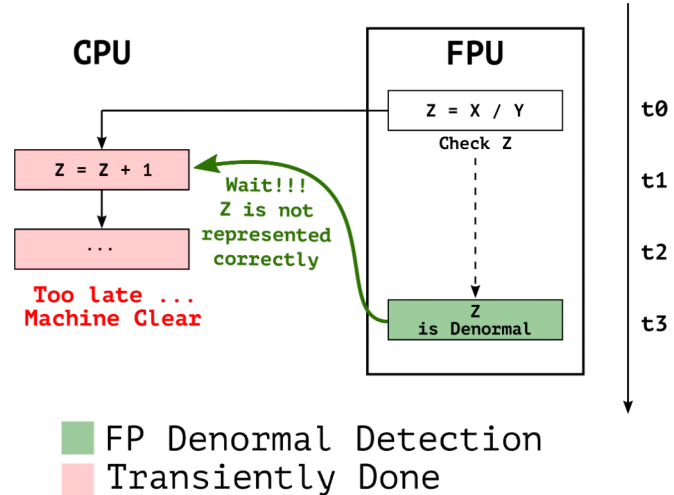 CPU
FPU
Z = X / Y
t0
Check Z
Z = Z + 1
t1
Wait!!!
Z is not
represented
correctly
...
t2
Too late ...
Machine Clear
Z
is Denormal
t3
FP Denormal Detection
Transiently Done